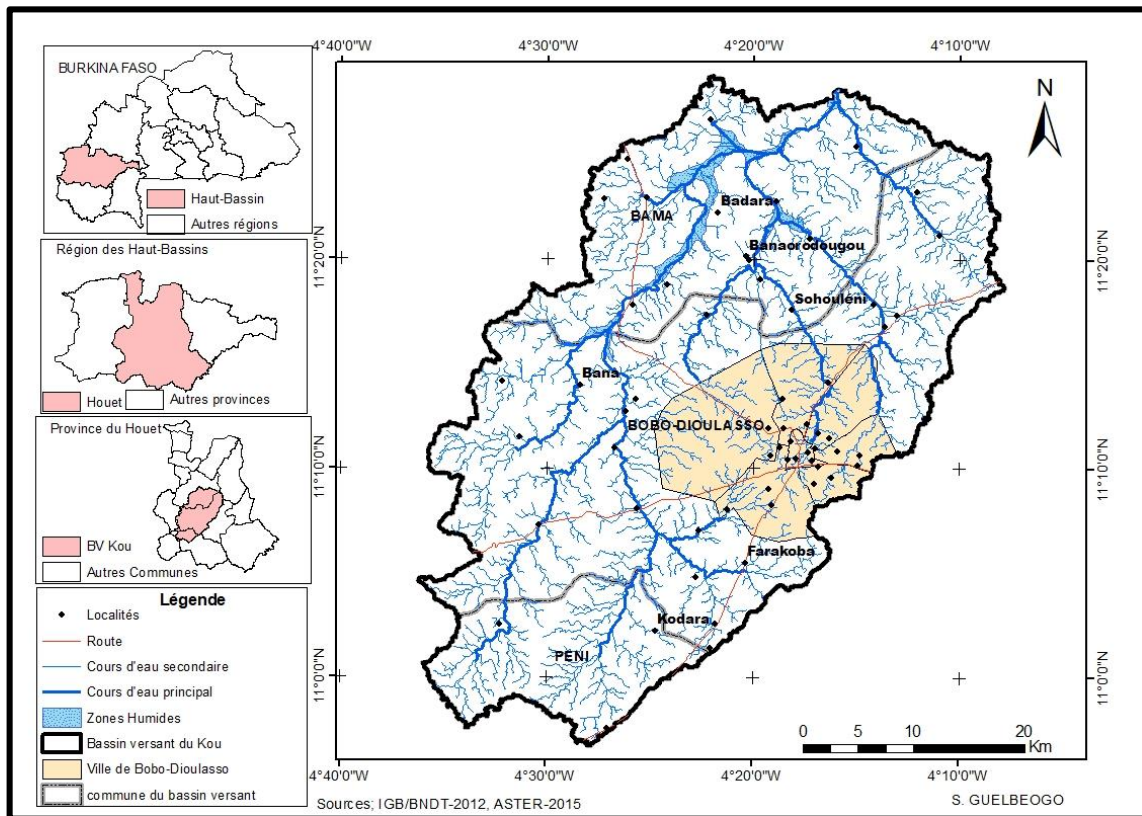 BURKINA FASO
Haut-Bassin
Autres régions
Région des Haut-Bassins
Houet
Autres provinces
Province du Houet
BV Kou
Autres Communes
Légende
Localités
Route
Cours d'eau secondaire
Cours d'eau principal
Zones Humides
Bassin versant du Kou
Ville de Bobo-Dioulasso
commune du bassin versant
4°40'0"W
4°30'0"W
4°20'0"W
4°10'0"W
N
BAMA
Badara
Banaorodougou
11°20'0"N
11°20'0"N
Sohouleni
Bana
BOBO-DIOULASSO
11°10'0"N
11°10'0"N
Farakoba
Kodara
PENI
11°0'0"N
11°0'0"N
0 5 10 20
Km
4°40'0"W
4°30'0"W
4°20'0"W
4°10'0"W
Sources; IGB/BNDT-2012, ASTER-2015
S. GUELBEOGO